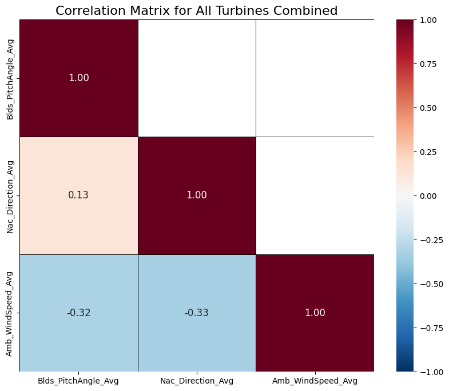 Correlation Matrix for All Turbines Combined
Blds_PitchAngle_Avg
1.00
Nac_Direction_Avg
0.13
1.00
Amb_WindSpeed_Avg
-0.32
-0.33
1.00
Blds_PitchAngle_Avg
Nac_Direction_Avg
Amb_WindSpeed_Avg
1.00
0.75
0.50
0.25
0.00
−0.25
−0.50
−0.75
−1.00